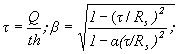 τ = Q/th; β = √((1 − (τ / R_s)²)/(1 − α(τ/R_s)²));